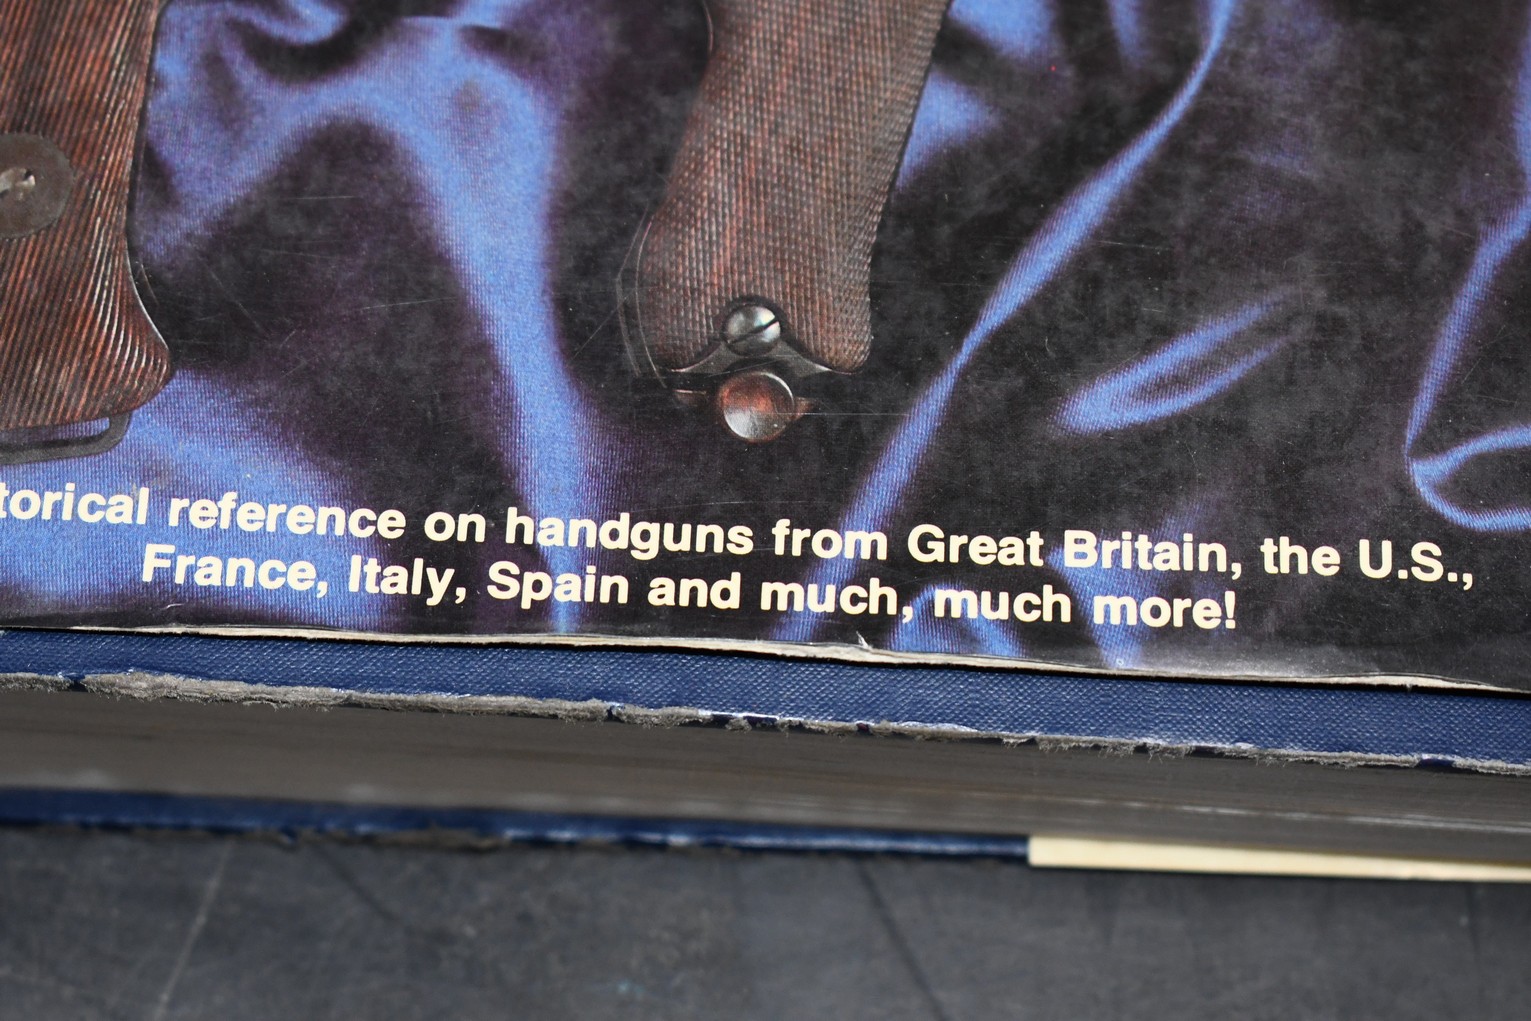 torical reference on handguns from Great Britain, the U.S.,
France, Italy, Spain and much, much more!